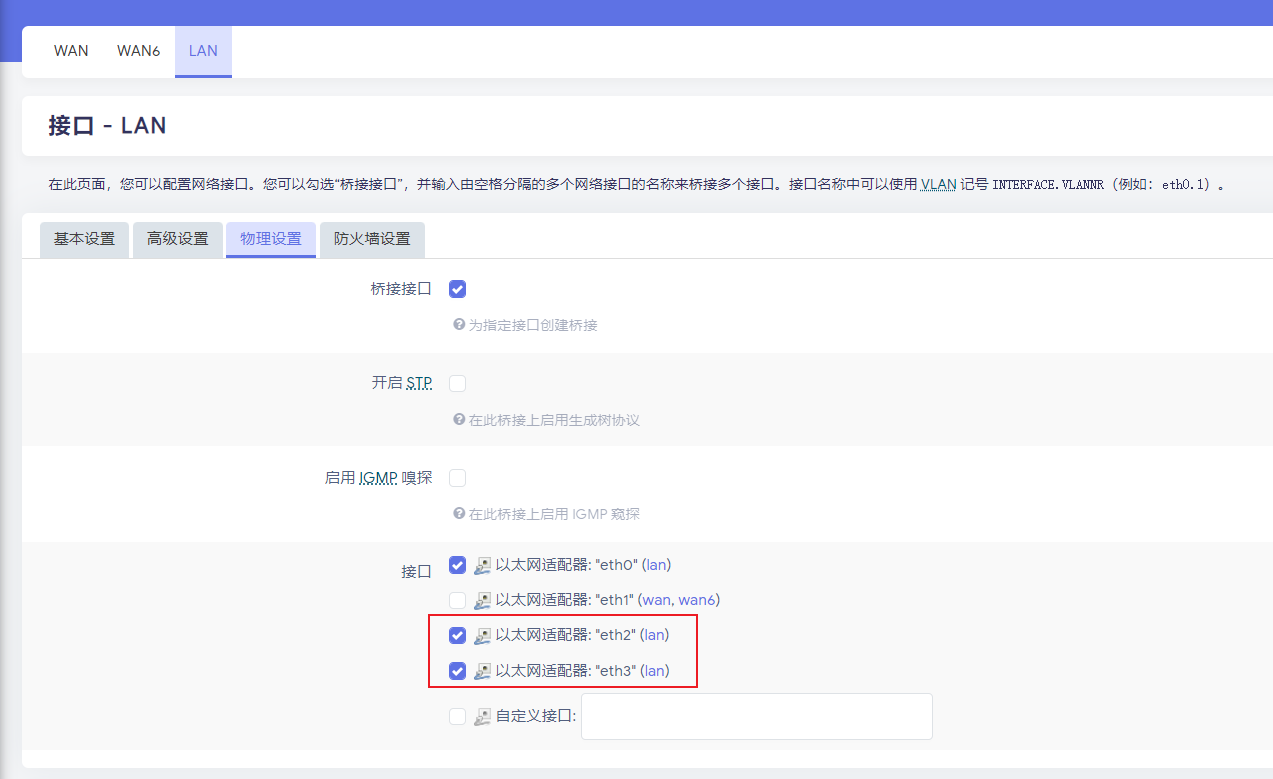 WAN WAN6 LAN
接口 - LAN
在此页面，您可以配置网络接口。您可以勾选“桥接接口”，并输入由空格分隔的多个网络接口的名称来桥接多个接口。接口名称中可以使用 VLAN 记号 INTERFACE.VLANNR（例如：eth0.1）。
基本设置 高级设置 物理设置 防火墙设置
桥接接口
为指定接口创建桥接
开启 STP
在此桥接上启用生成树协议
启用 IGMP 嗅探
在此桥接上启用 IGMP 窥探
接口 以太网适配器: "eth0" (lan)
以太网适配器: "eth1" (wan, wan6)
以太网适配器: "eth2" (lan)
以太网适配器: "eth3" (lan)
自定义接口: